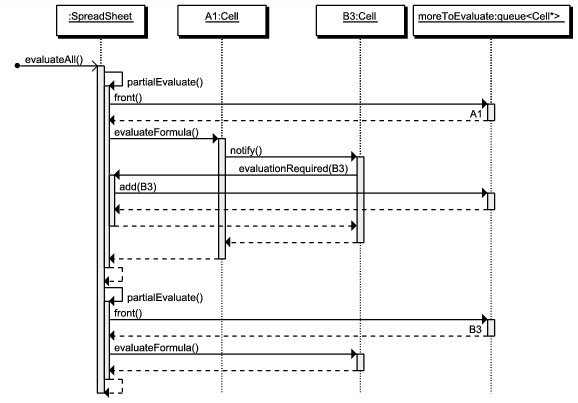 :SpreadSheet
A1:Cell
B3:Cell
moreToEvaluate:queue<Cell*>
evaluateAll()
partialEvaluate()
front()
A1
evaluateFormula()
notify()
evaluationRequired(B3)
add(B3)
partialEvaluate()
front()
B3
evaluateFormula()